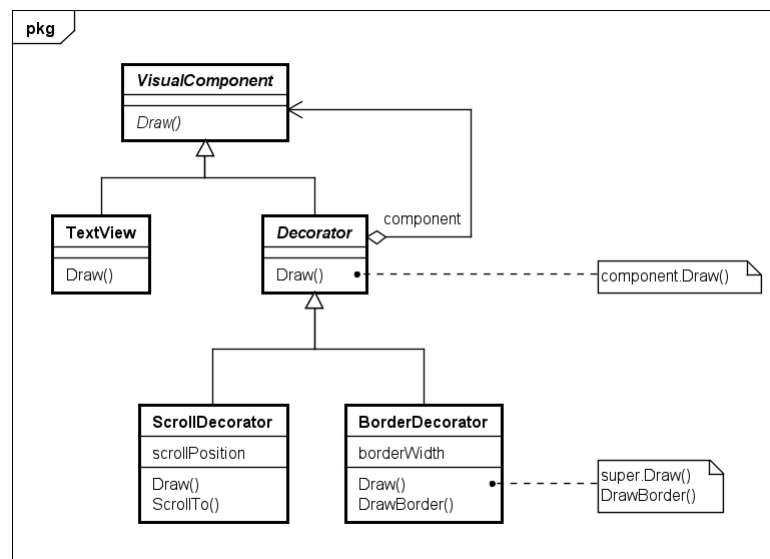 pkg
VisualComponent
Draw()
component
TextView
Draw()
Decorator
Draw()
component.Draw()
ScrollDecorator
scrollPosition
Draw()
ScrollTo()
BorderDecorator
borderWidth
Draw()
DrawBorder()
super.Draw()
DrawBorder()